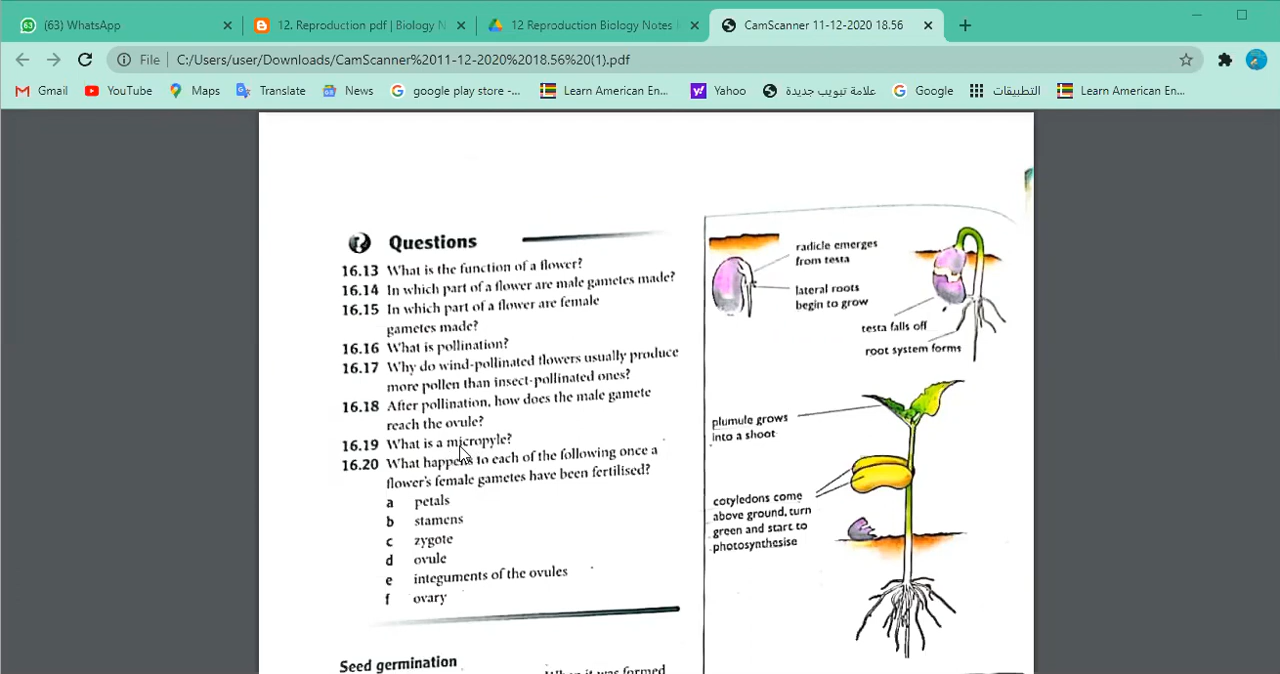 (63) WhatsApp
12. Reproduction pdf | Biology N
12 Reproduction Biology Notes
CamScanner 11-12-2020 18.56
File C:/Users/user/Downloads/CamScanner%2011-12-2020%2018.56%20(1).pdf
Gmail
YouTube
Maps
Translate
News
google play store -...
Learn American En...
Yahoo
علامة تبويب جديدة
Google
التطبيقات
Learn American En...
Questions
16.13 What is the function of a flower?
16.14 In which part of a flower are male gametes made?
16.15 In which part of a flower are female
gametes made?
16.16 What is pollination?
16.17 Why do wind-pollinated flowers usually produce
more pollen than insect-pollinated ones?
16.18 After pollination, how does the male gamete
reach the ovule?
16.19 What is a micropyle?
16.20 What happens to each of the following once a
flower's female gametes have been fertilised?
a petals
b stamens
c zygote
d ovule
e integuments of the ovules
f ovary
Seed germination
When it was formed
radicle emerges
from testa
lateral roots
begin to grow
testa falls off
root system forms
plumule grows
into a shoot
cotyledons come
above ground, turn
green and start to
photosynthesise